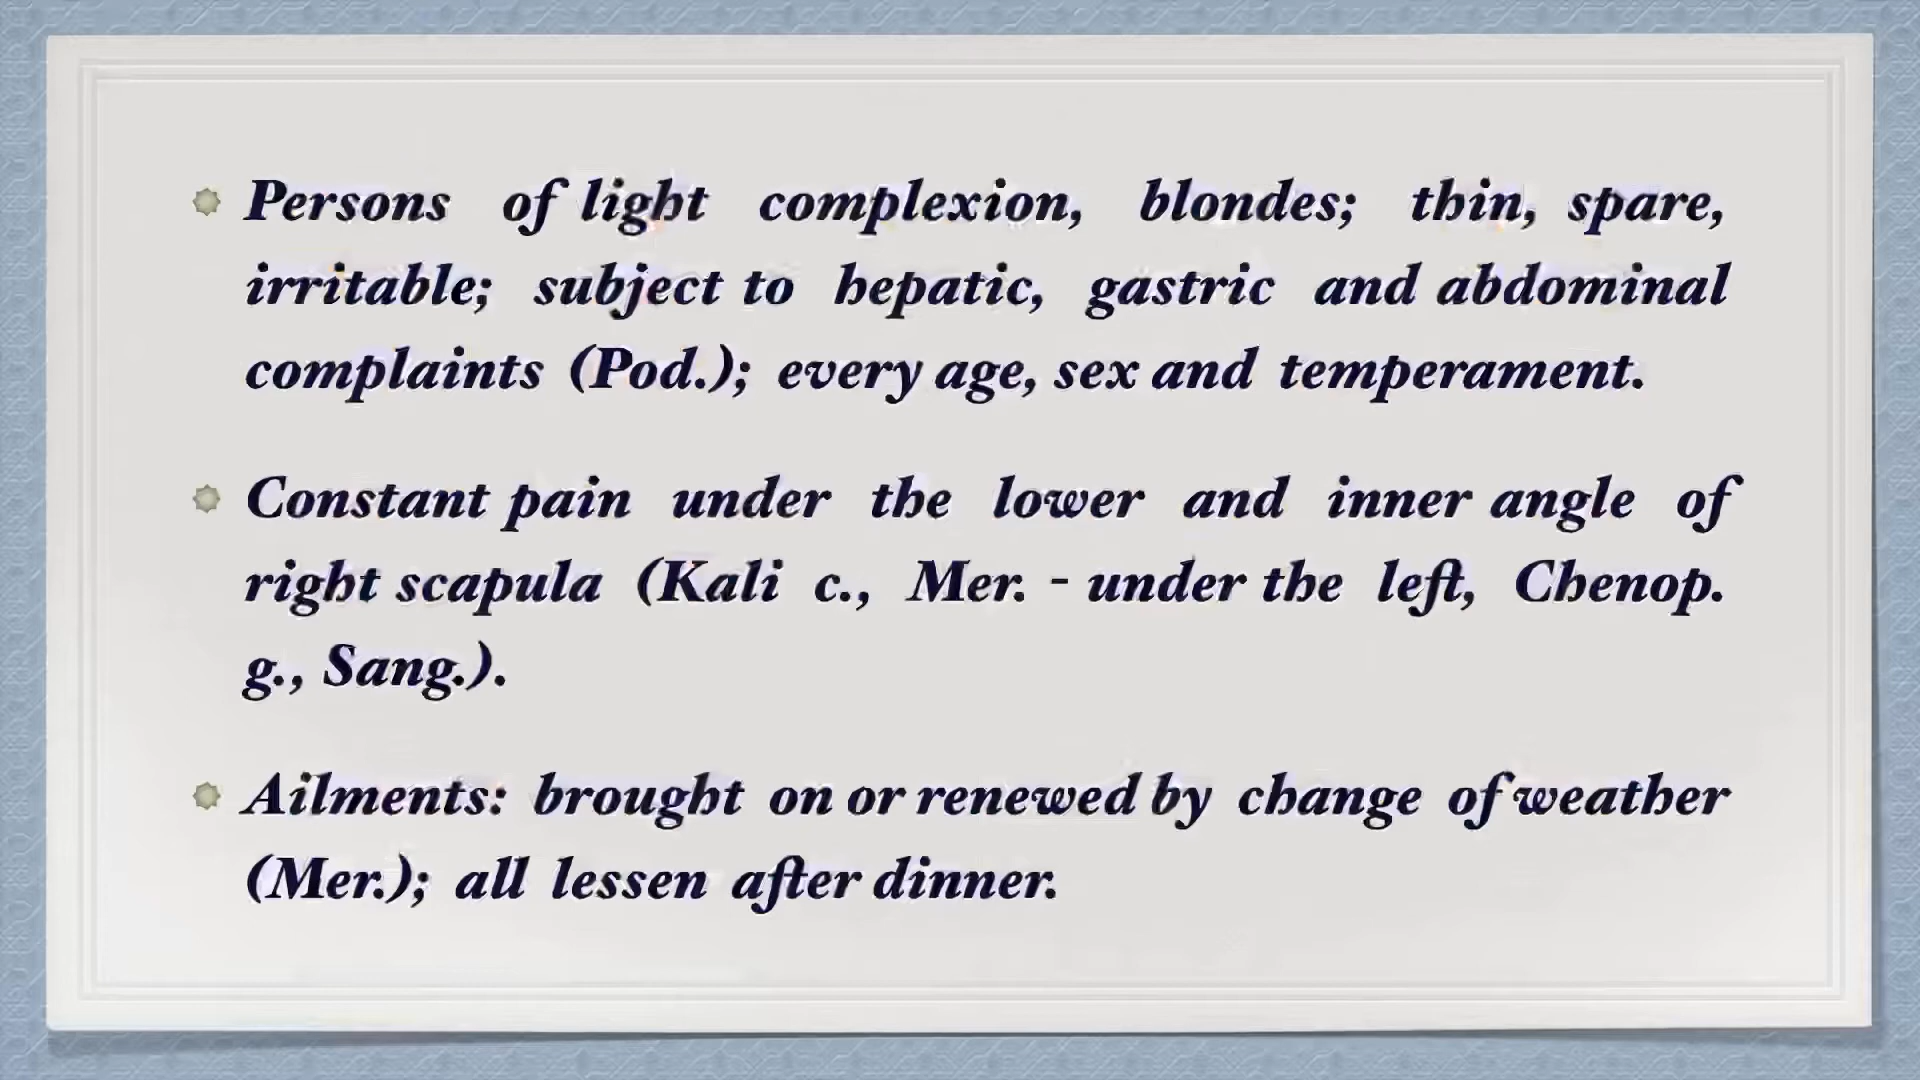 Persons of light complexion, blondes; thin, spare,
irritable; subject to hepatic, gastric and abdominal
complaints (Pod.); every age, sex and temperament.
Constant pain under the lower and inner angle of
right scapula (Kali c., Mer. - under the left, Chenop.
g., Sang.).
Ailments: brought on or renewed by change of weather
(Mer.); all lessen after dinner.